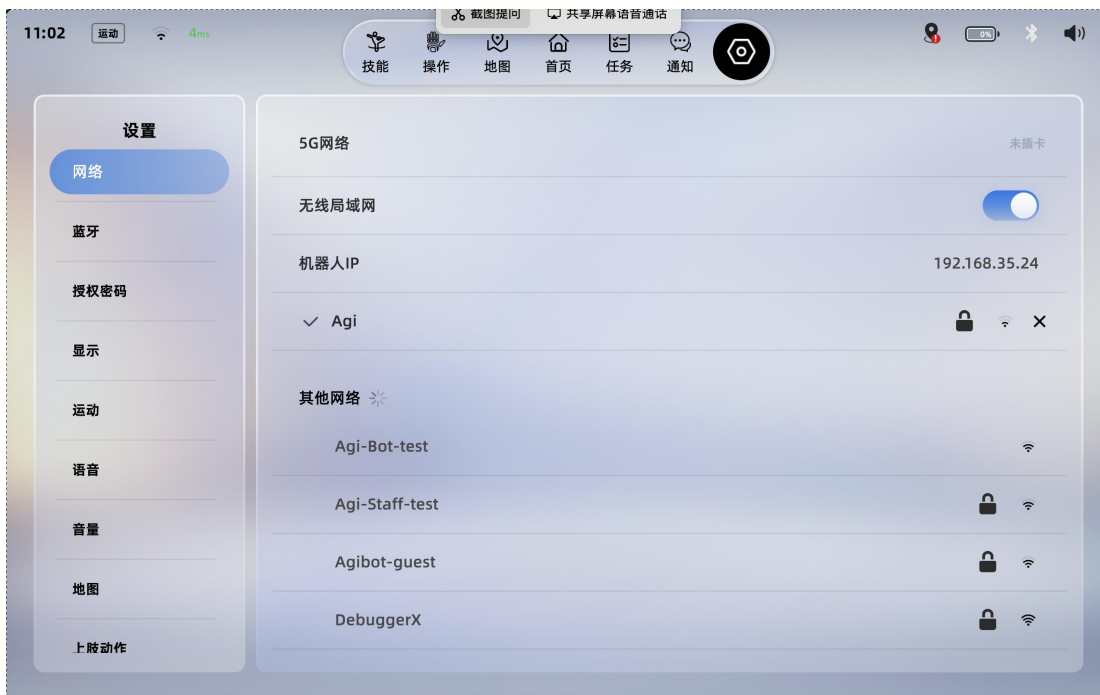 截图提问 共享屏幕语音通话
11:02 运动 4ms 0%
技能 操作 地图 首页 任务 通知
设置
网络
蓝牙
授权密码
显示
运动
语音
音量
地图
上肢动作
5G网络 未插卡
无线局域网
机器人IP 192.168.35.24
Agi
其他网络
Agi-Bot-test
Agi-Staff-test
Agibot-guest
DebuggerX